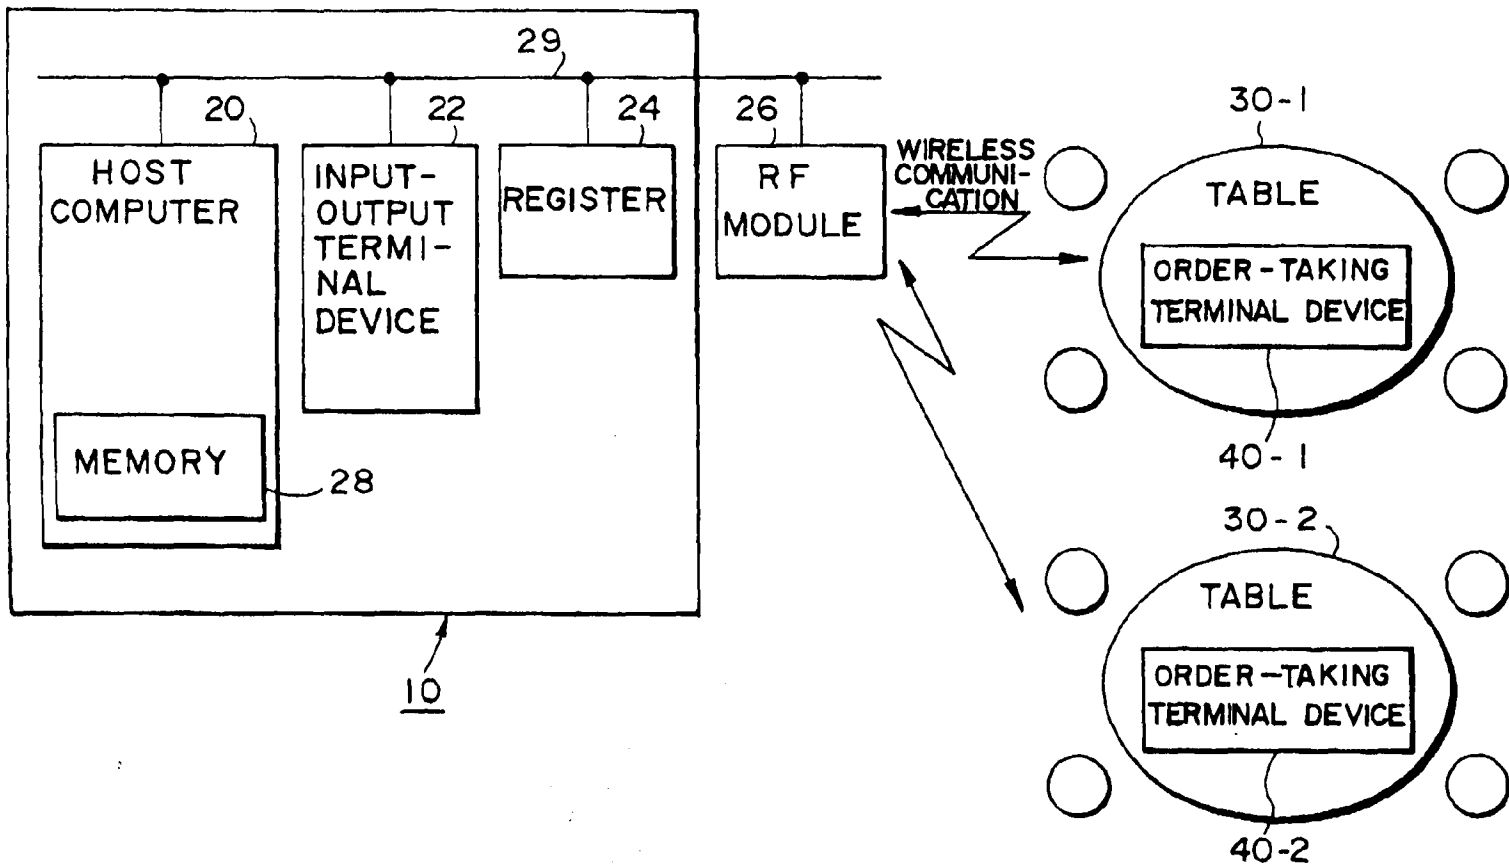 29
20
22
24
26
30-1
HOST
COMPUTER
INPUT-
OUTPUT
TERMI-
NAL
DEVICE
REGISTER
RF
MODULE
WIRELESS
COMMUNI-
CATION
TABLE
ORDER-TAKING
TERMINAL DEVICE
40-1
MEMORY
28
30-2
TABLE
ORDER-TAKING
TERMINAL DEVICE
40-2
10